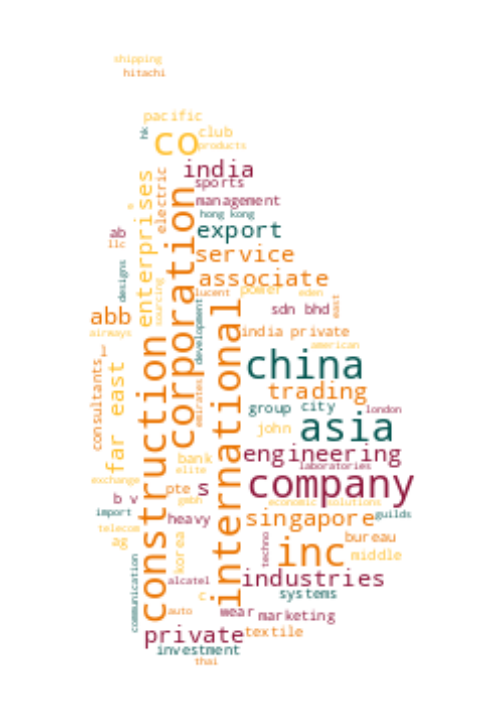 shipping
hitachi
pacific
hk
co
club
products
india
sports
electric
enterprises
management
hong kong
corporation
ab
llc
export
service
designs
sourcing
associate
lucent
power
eden
east
sdn bhd
abb
airways
development
india private
american
l
international
construction
china
consultants
far east
emirates
trading
group
city
london
john
asia
engineering
bank
elite
laboratories
exchange
pte
s
company
b v
gmbh
economic
solutions
import
heavy
singapore
guilds
telecom
ag
korea
techno
inc
bureau
middle
communication
alcatel
industries
c
systems
auto
wear
marketing
private
textile
investment
thai